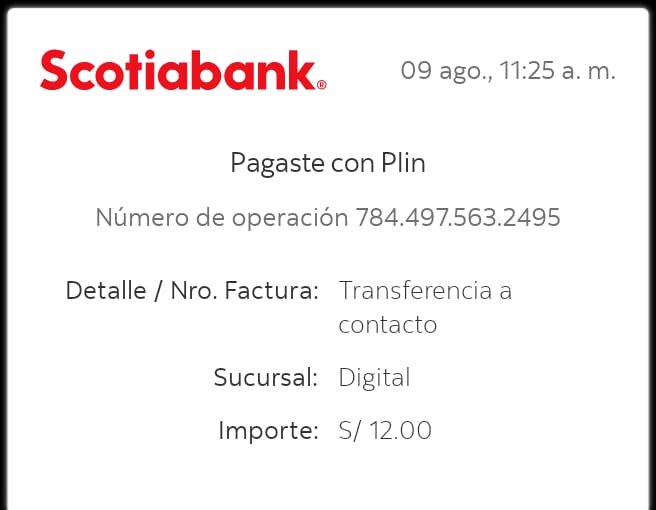 Scotiabank®
09 ago., 11:25 a. m.
Pagaste con Plin
Número de operación 784.497.563.2495
Detalle / Nro. Factura: Transferencia a
contacto
Sucursal: Digital
Importe: S/ 12.00